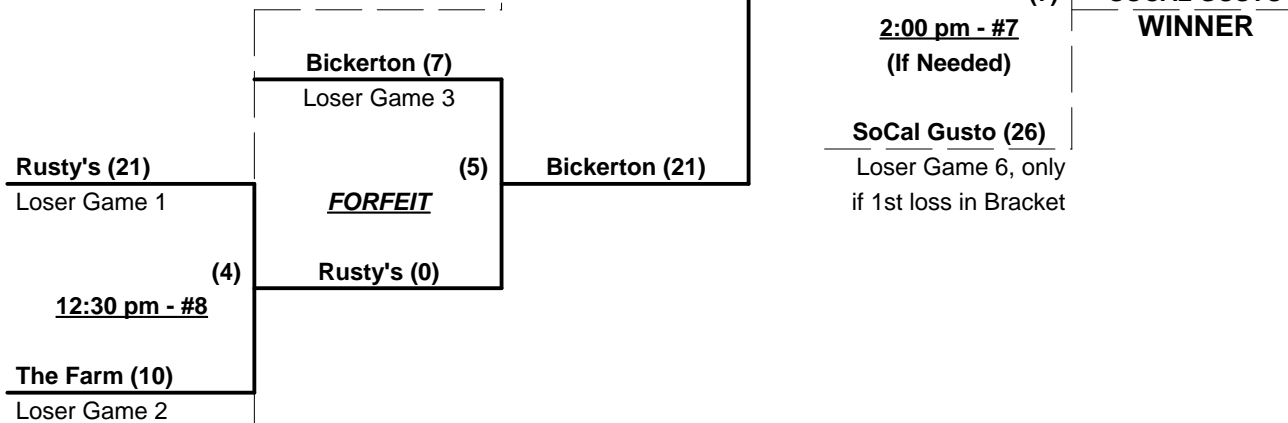 2:00 pm - #7
WINNER
(If Needed)
Bickerton (7)
Loser Game 3
SoCal Gusto (26)
Rusty's (21)
(5)
Bickerton (21)
Loser Game 6, only
Loser Game 1
FORFEIT
if 1st loss in Bracket
(4)
Rusty's (0)
12:30 pm - #8
The Farm (10)
Loser Game 2